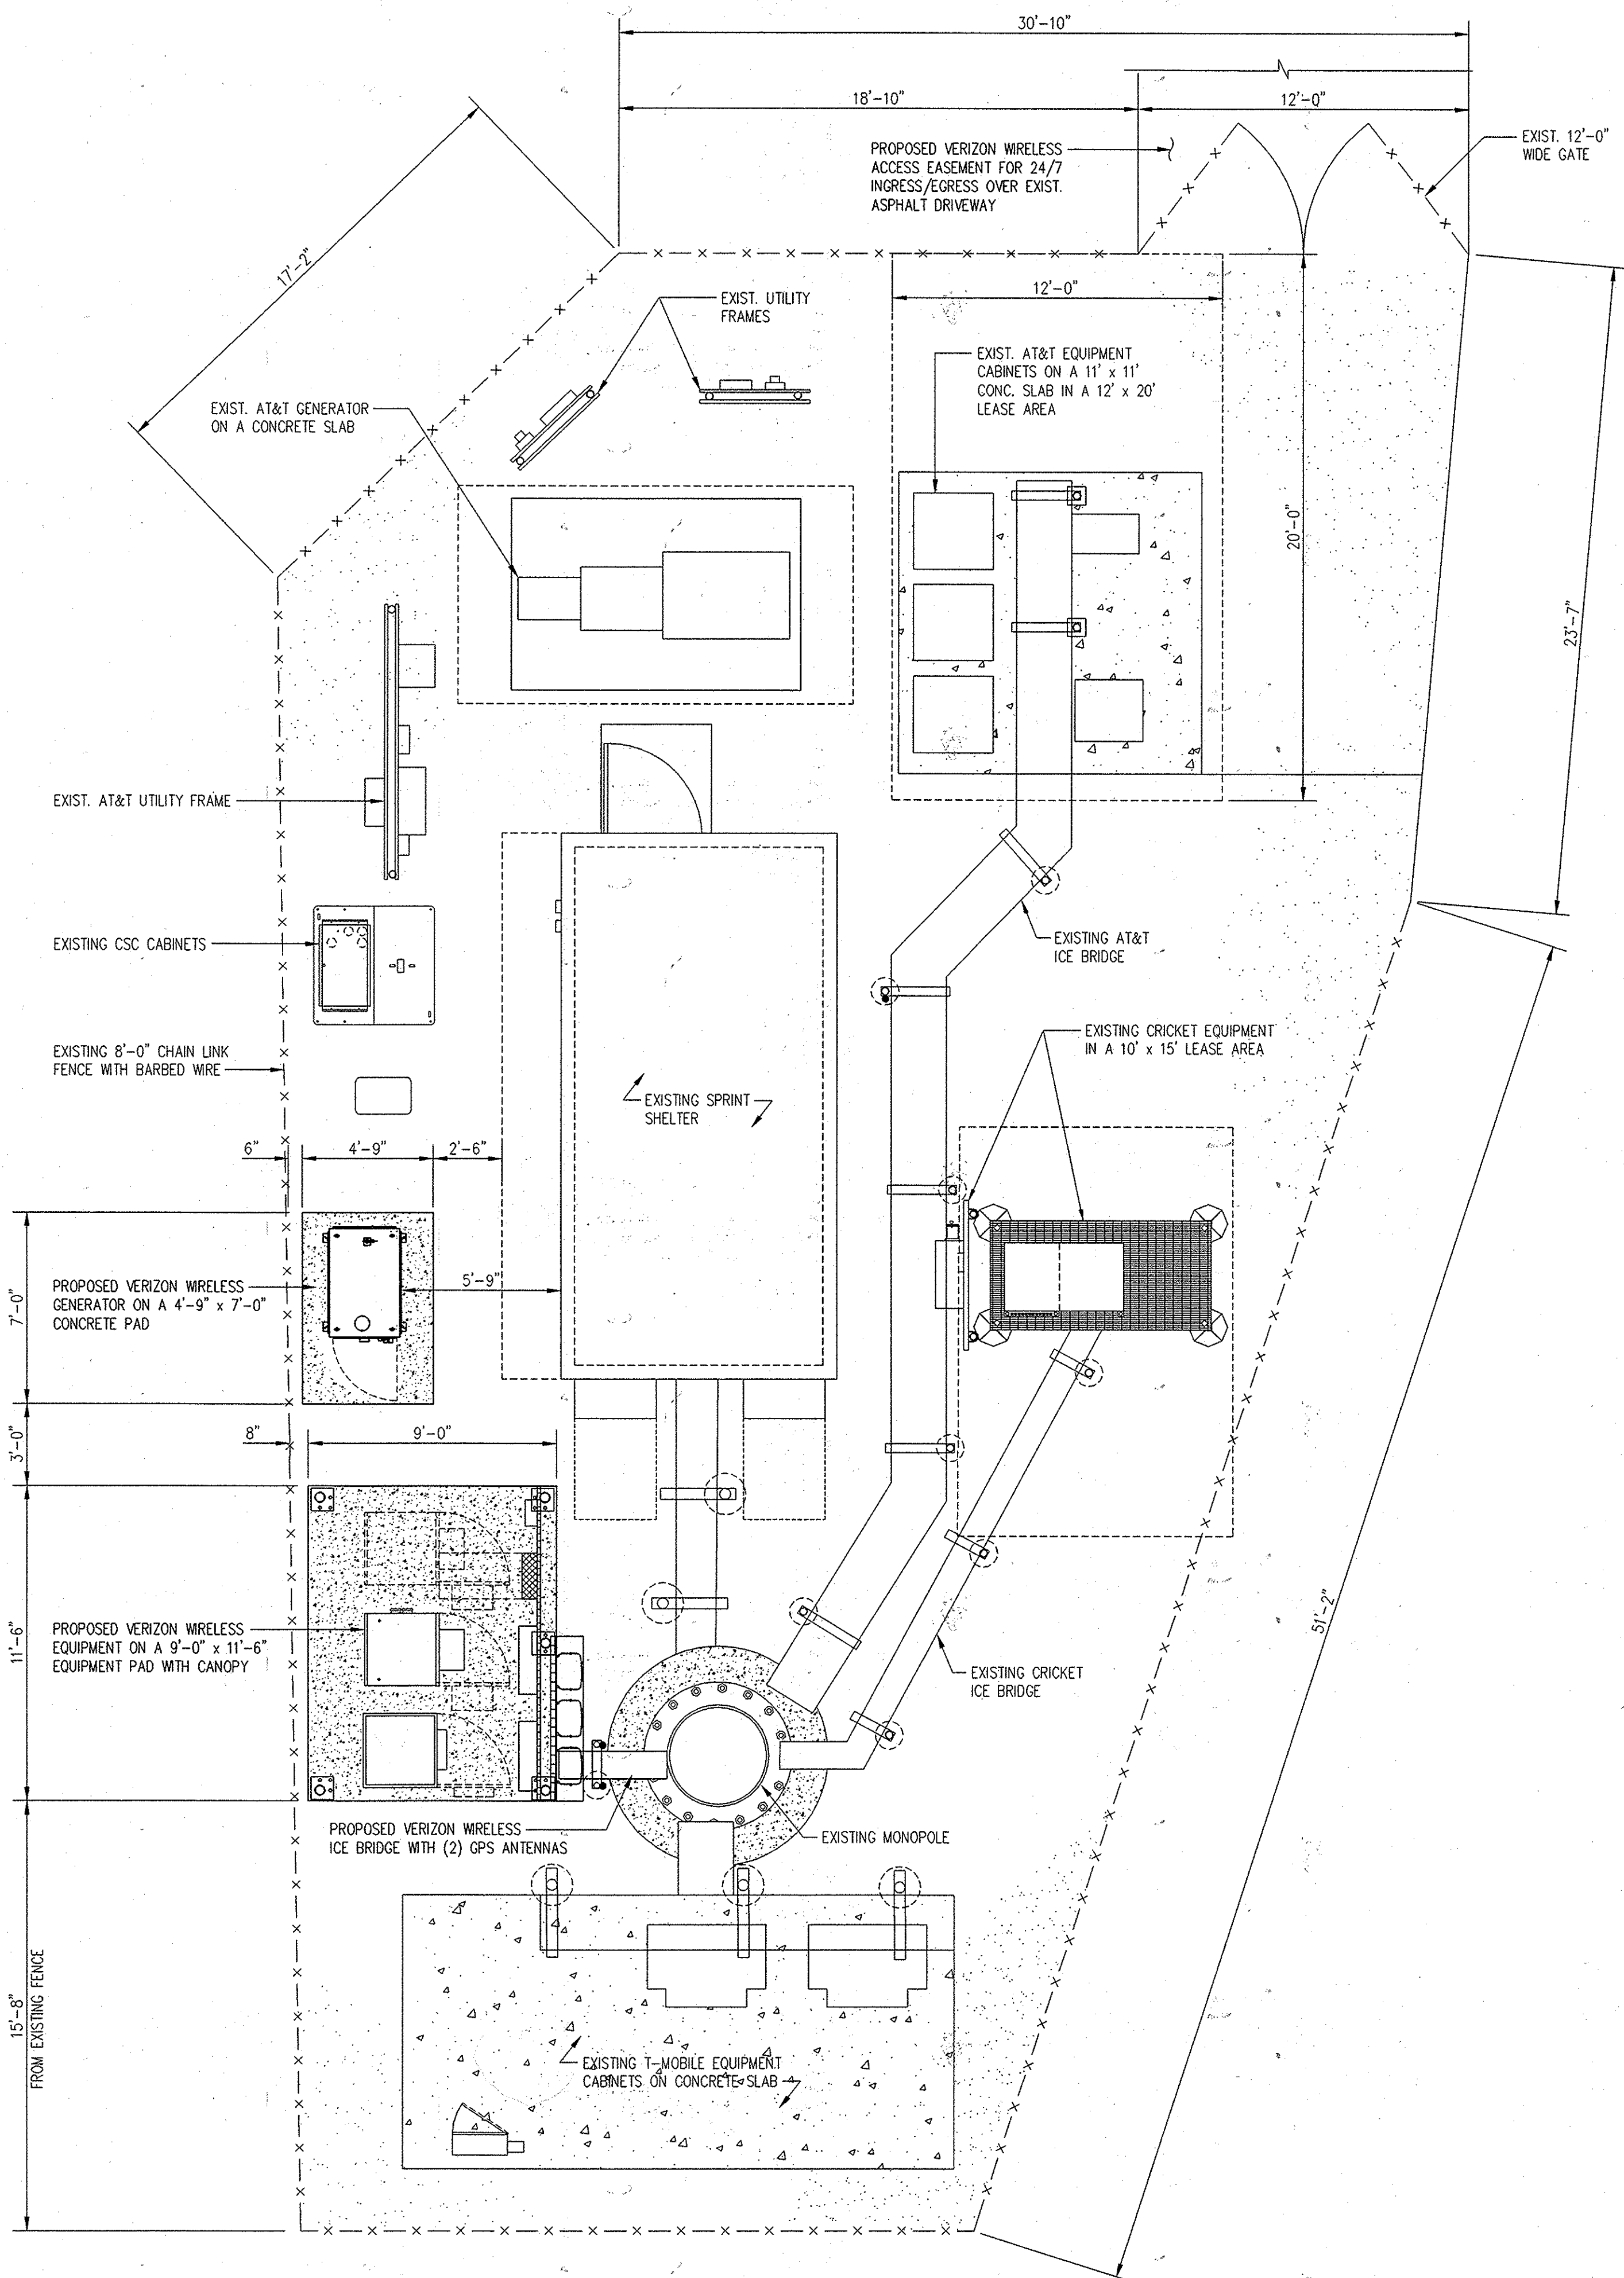 30'-10"
18'-10"
12'-0"
PROPOSED VERIZON WIRELESS
ACCESS EASEMENT FOR 24/7
INGRESS/EGRESS OVER EXIST.
ASPHALT DRIVEWAY
EXIST. 12'-0"
WIDE GATE
17'-2"
EXIST. UTILITY
FRAMES
12'-0"
EXIST. AT&T EQUIPMENT
CABINETS ON A 11' x 11'
CONC. SLAB IN A 12' x 20'
LEASE AREA
EXIST. AT&T GENERATOR
ON A CONCRETE SLAB
20'-0"
23'-7"
EXIST. AT&T UTILITY FRAME
EXISTING CSC CABINETS
EXISTING AT&T
ICE BRIDGE
EXISTING CRICKET EQUIPMENT
IN A 10' x 15' LEASE AREA
EXISTING 8'-0" CHAIN LINK
FENCE WITH BARBED WIRE
EXISTING SPRINT
SHELTER
6"
4'-9"
2'-6"
5'-9"
PROPOSED VERIZON WIRELESS
GENERATOR ON A 4'-9" x 7'-0"
CONCRETE PAD
7'-0"
3'-0"
8"
9'-0"
11'-6"
PROPOSED VERIZON WIRELESS
EQUIPMENT ON A 9'-0" x 11'-6"
EQUIPMENT PAD WITH CANOPY
51'-2"
EXISTING CRICKET
ICE BRIDGE
PROPOSED VERIZON WIRELESS
ICE BRIDGE WITH (2) GPS ANTENNAS
EXISTING MONOPOLE
15'-8"
FROM EXISTING FENCE
EXISTING T-MOBILE EQUIPMENT
CABINETS ON CONCRETE SLAB